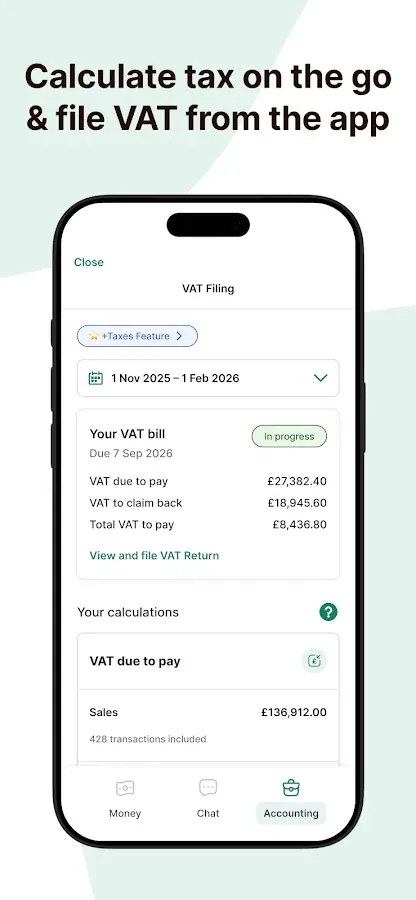 Calculate tax on the go
& file VAT from the app
Close
VAT Filing
+Taxes Feature
1 Nov 2025 – 1 Feb 2026
Your VAT bill
In progress
Due 7 Sep 2026
VAT due to pay £27,382.40
VAT to claim back £18,945.60
Total VAT to pay £8,436.80
View and file VAT Return
Your calculations ?
VAT due to pay £
Sales £136,912.00
428 transactions included
Money Chat Accounting